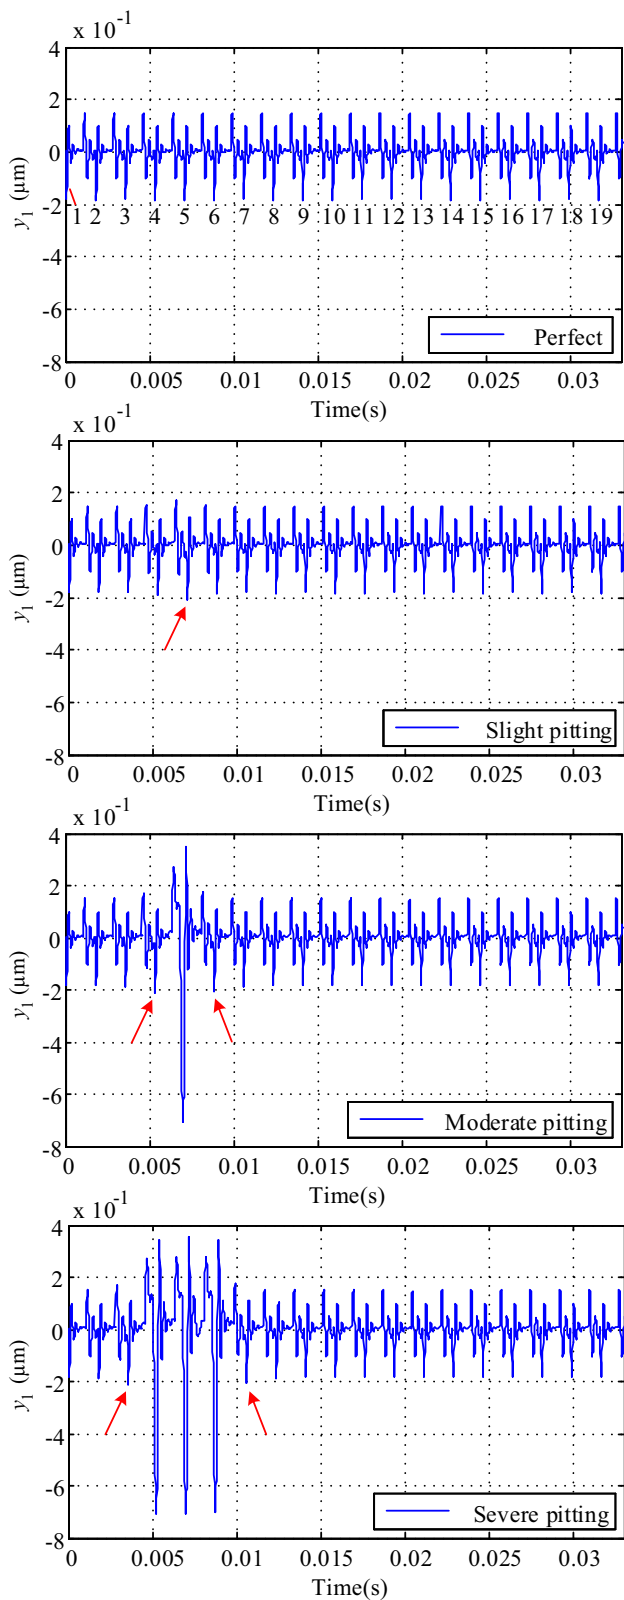 x 10⁻¹
4
2
0
-2
-4
-6
-8
y₁ (μm)
1 2 3 4 5 6 7 8 9 10 11 12 13 14 15 16 17 18 19
Perfect
0 0.005 0.01 0.015 0.02 0.025 0.03
Time(s)
x 10⁻¹
4
2
0
-2
-4
-6
-8
y₁ (μm)
Slight pitting
0 0.005 0.01 0.015 0.02 0.025 0.03
Time(s)
x 10⁻¹
4
2
0
-2
-4
-6
-8
y₁ (μm)
Moderate pitting
0 0.005 0.01 0.015 0.02 0.025 0.03
Time(s)
x 10⁻¹
4
2
0
-2
-4
-6
-8
y₁ (μm)
Severe pitting
0 0.005 0.01 0.015 0.02 0.025 0.03
Time(s)